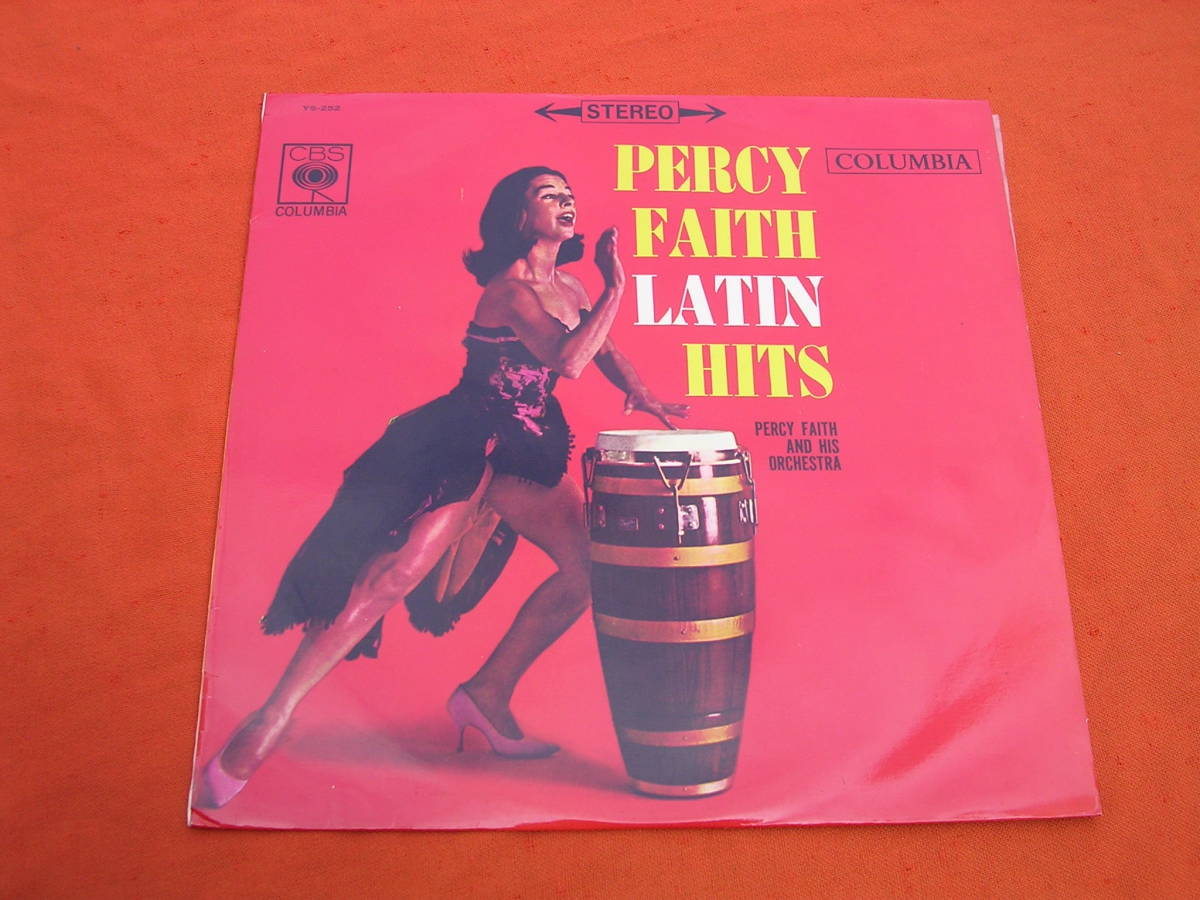 YS-252
STEREO
CBS
COLUMBIA
COLUMBIA
PERCY
FAITH
LATIN
HITS
PERCY FAITH
AND HIS
ORCHESTRA